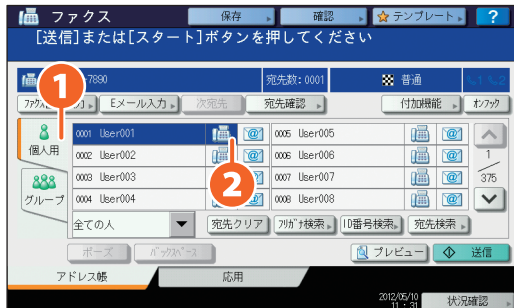 ファクス 保存 確認 テンプレート ?
[送信]または[スタート]ボタンを押してください
-7890 宛先数:0001 普通
Eメール入力 次宛先 宛先確認 付加機能 オンフック
1
個人用
グループ
0001 User001 0005 User005
0002 User002 0006 User006
0003 User003 0007 User007
0004 User004 0008 User008
2
1
375
全ての人 宛先クリア フリガナ検索 ID番号検索 宛先検索
ポーズ バックスペース プレビュー 送信
アドレス帳 応用
2012/05/10
11:31 状況確認